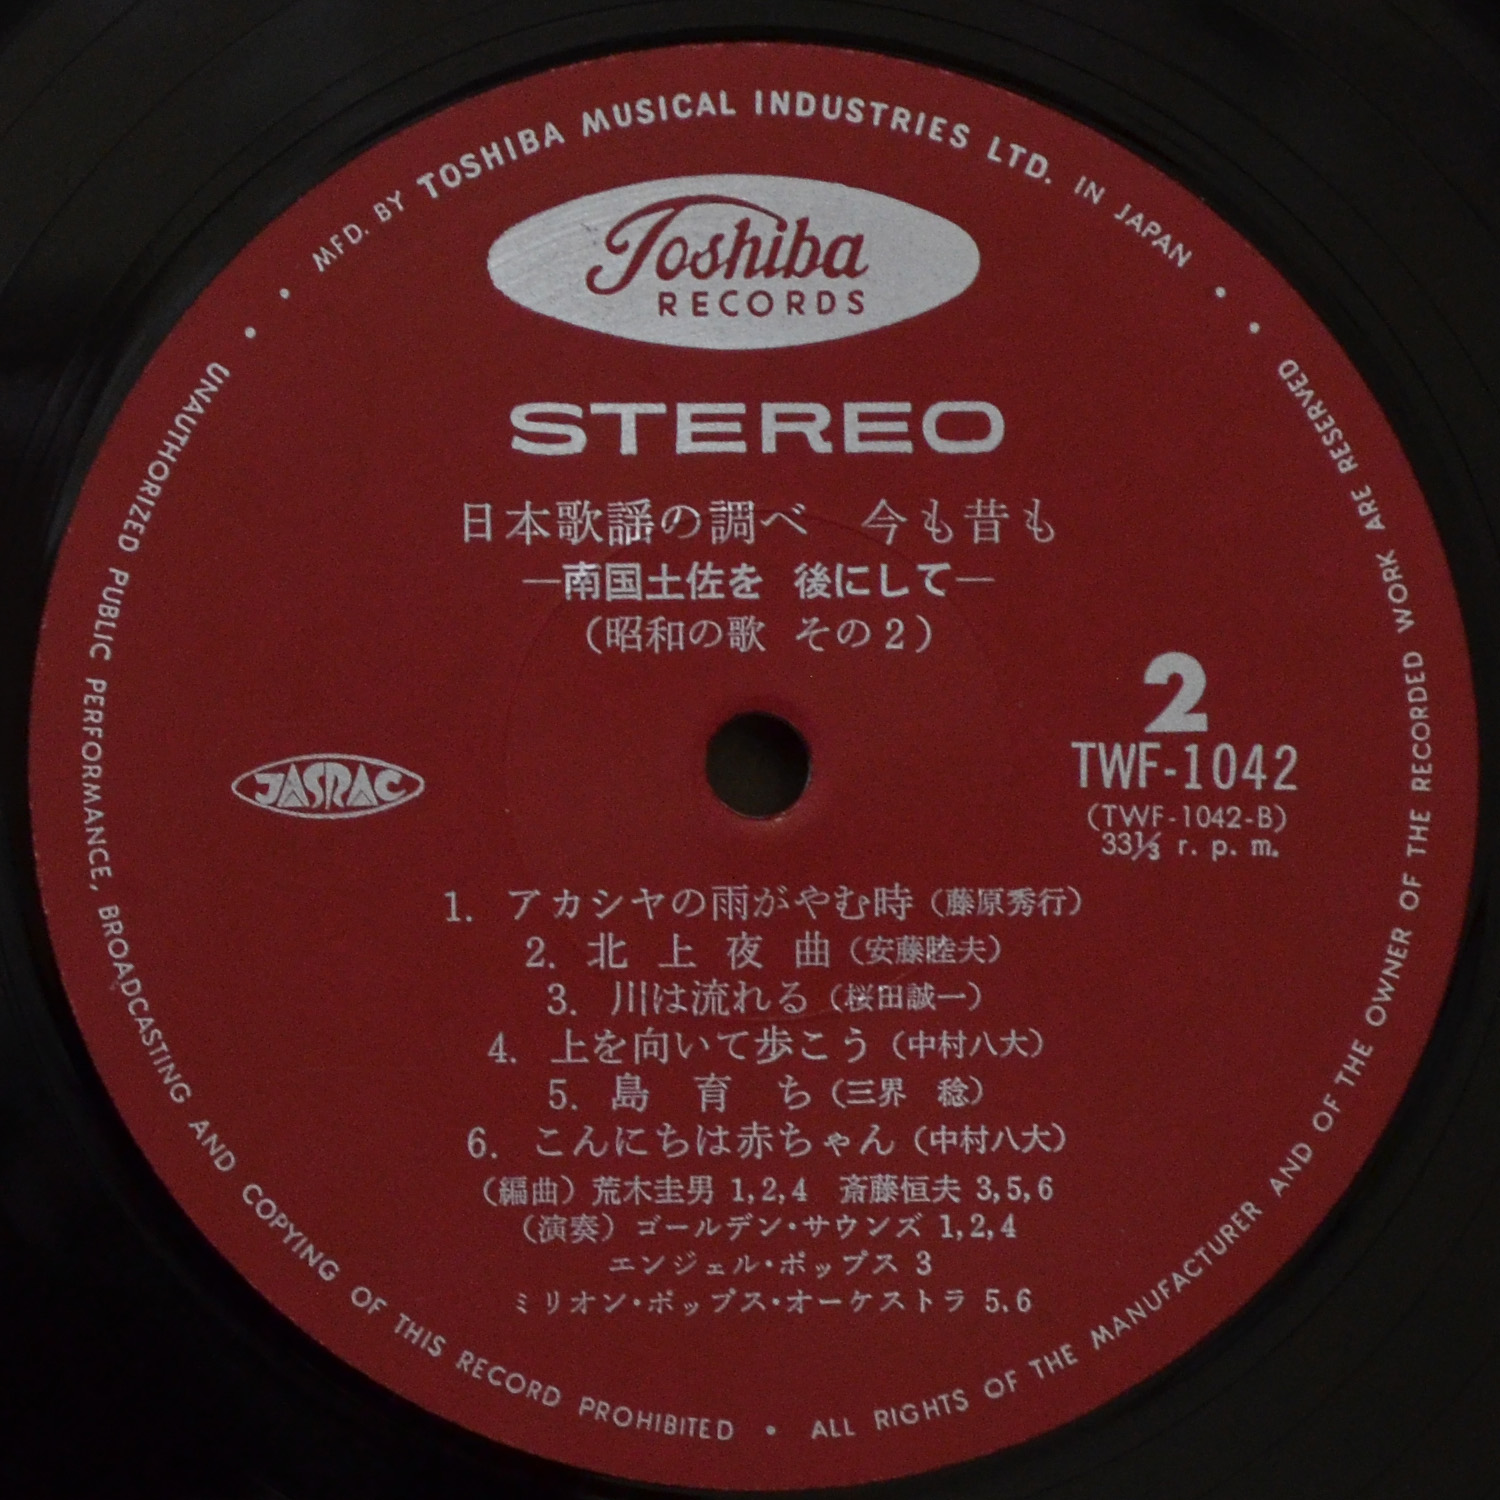 MFD. BY TOSHIBA MUSICAL INDUSTRIES LTD. IN JAPAN
Toshiba
RECORDS
STEREO
日本歌謡の調べ 今も昔も
―南国土佐を 後にして―
(昭和の歌 その2)
2
TWF-1042
(TWF-1042-B)
33⅓ r. p. m.
JASRAC
1. アカシヤの雨がやむ時(藤原秀行)
2. 北上夜曲(安藤睦夫)
3. 川は流れる(桜田誠一)
4. 上を向いて歩こう(中村八大)
5. 島育ち(三界 稔)
6. こんにちは赤ちゃん(中村八大)
(編曲)荒木圭男 1,2,4 斎藤恒夫 3,5,6
(演奏)ゴールデン・サウンズ 1,2,4
エンジェル・ポップス 3
ミリオン・ポップス・オーケストラ 5.6
UNAUTHORIZED PUBLIC PERFORMANCE, BROADCASTING AND COPYING OF THIS RECORD PROHIBITED • ALL RIGHTS OF THE MANUFACTURER AND OF THE OWNER OF THE RECORDED WORK ARE RESERVED